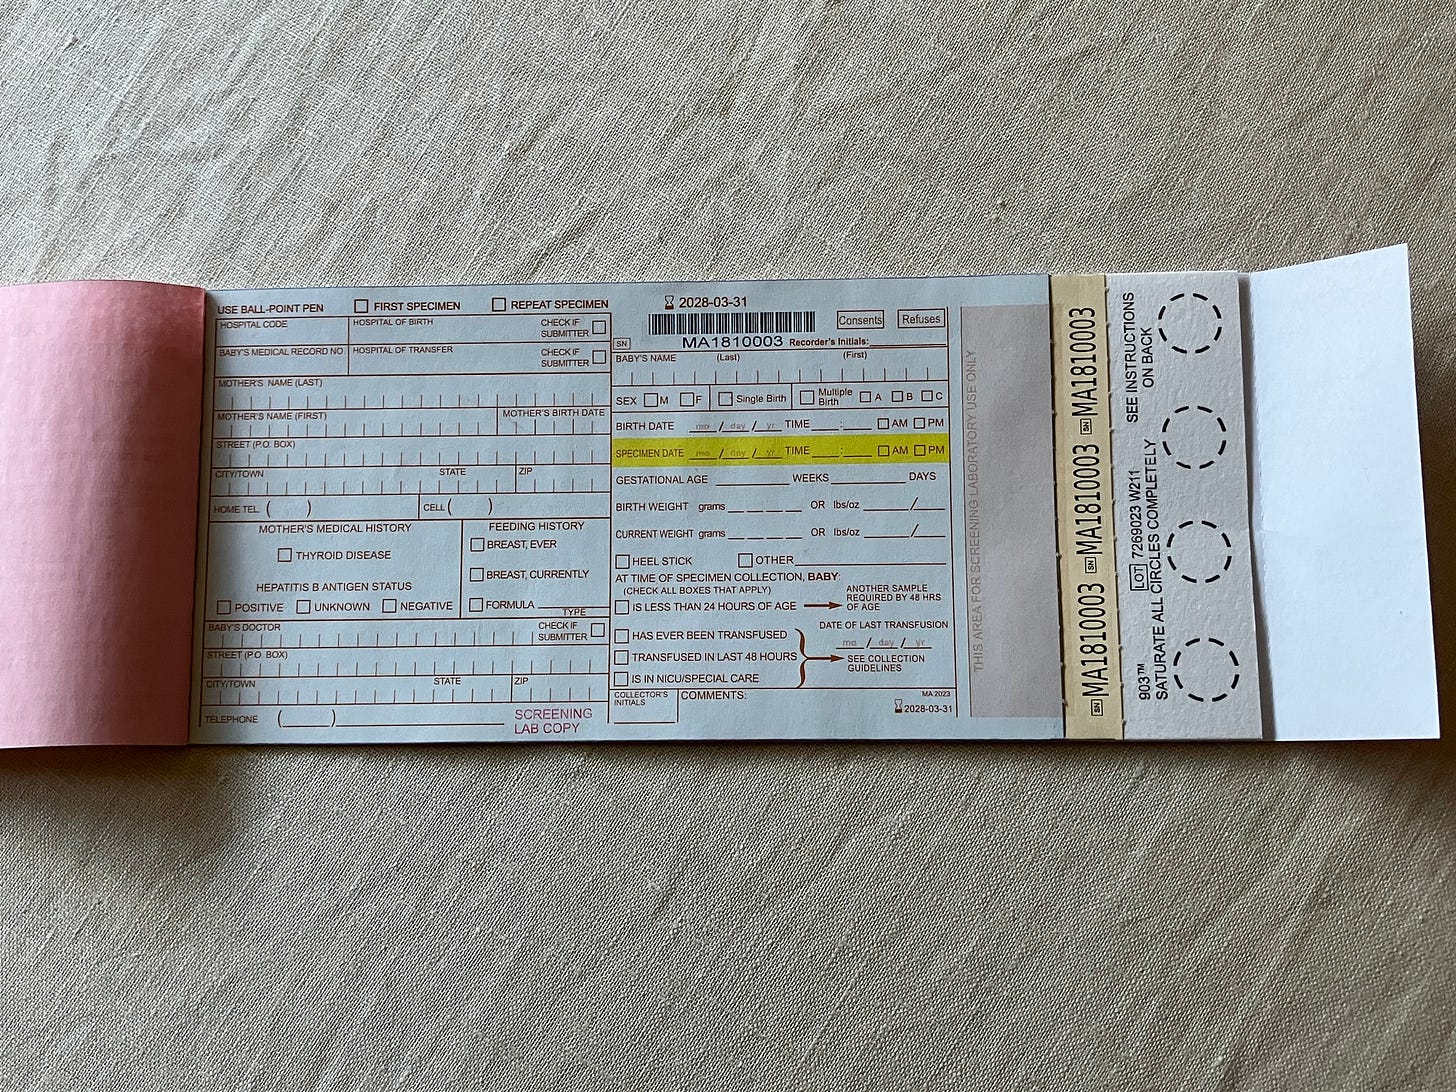 USE BALL-POINT PEN FIRST SPECIMEN REPEAT SPECIMEN
HOSPITAL CODE HOSPITAL OF BIRTH CHECK IF SUBMITTER
BABY'S MEDICAL RECORD NO HOSPITAL OF TRANSFER CHECK IF SUBMITTER
MOTHER'S NAME (LAST)
MOTHER'S NAME (FIRST) MOTHER'S BIRTH DATE
STREET (P.O. BOX)
CITY/TOWN STATE ZIP
HOME TEL. ( ) CELL ( )
MOTHER'S MEDICAL HISTORY
THYROID DISEASE
HEPATITIS B ANTIGEN STATUS
POSITIVE UNKNOWN NEGATIVE
FEEDING HISTORY
BREAST, EVER
BREAST, CURRENTLY
FORMULA
TYPE
BABY'S DOCTOR CHECK IF SUBMITTER
STREET (P.O. BOX)
CITY/TOWN STATE ZIP
TELEPHONE ( )
SCREENING
LAB COPY
2028-03-31
Consents Refuses
SN MA1810003 Recorder's Initials:
BABY'S NAME (Last) (First)
SEX M F Single Birth Multiple Birth A B C
BIRTH DATE mo / day / yr TIME : AM PM
SPECIMEN DATE mo / day / yr TIME : AM PM
GESTATIONAL AGE WEEKS DAYS
BIRTH WEIGHT grams OR lbs/oz /
CURRENT WEIGHT grams OR lbs/oz /
HEEL STICK OTHER
AT TIME OF SPECIMEN COLLECTION, BABY:
(CHECK ALL BOXES THAT APPLY)
IS LESS THAN 24 HOURS OF AGE
ANOTHER SAMPLE
REQUIRED BY 48 HRS
OF AGE
HAS EVER BEEN TRANSFUSED
TRANSFUSED IN LAST 48 HOURS
IS IN NICU/SPECIAL CARE
DATE OF LAST TRANSFUSION
mo / day / yr
SEE COLLECTION
GUIDELINES
COLLECTOR'S
INITIALS
COMMENTS:
MA 2023
2028-03-31
THIS AREA FOR SCREENING LABORATORY USE ONLY
SN MA1810003 SN MA1810003 SN MA1810003
903™ LOT 7269023 W211 SEE INSTRUCTIONS
SATURATE ALL CIRCLES COMPLETELY ON BACK